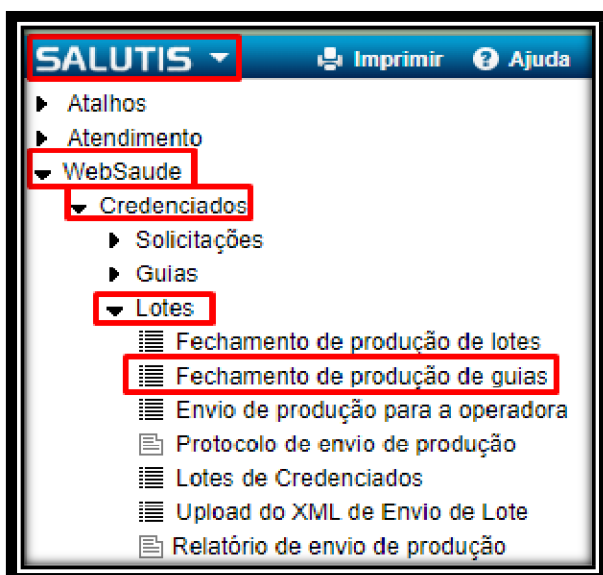 SALUTIS Imprimir Ajuda
Atalhos
Atendimento
WebSaude
Credenciados
Solicitações
Guias
Lotes
Fechamento de produção de lotes
Fechamento de produção de guias
Envio de produção para a operadora
Protocolo de envio de produção
Lotes de Credenciados
Upload do XML de Envio de Lote
Relatório de envio de produção